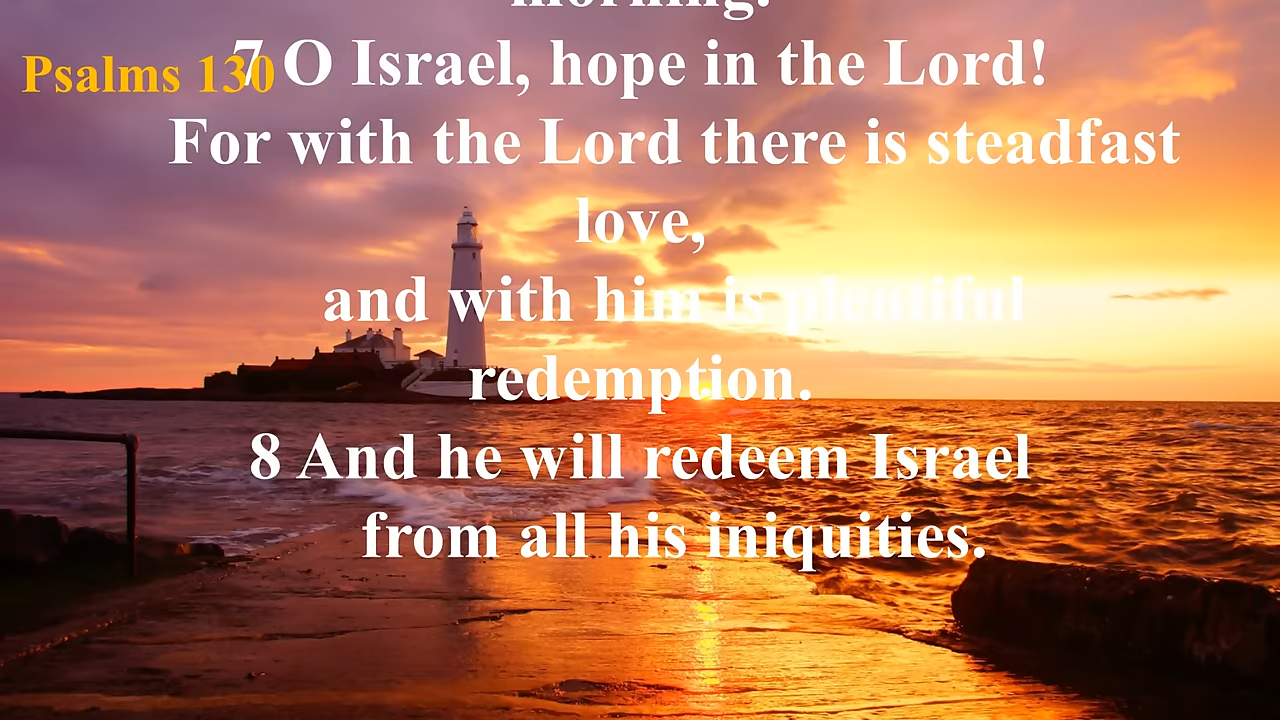 morning.
Psalms 130
7 O Israel, hope in the Lord!
For with the Lord there is steadfast
love,
and with him is plentiful
redemption.
8 And he will redeem Israel
from all his iniquities.